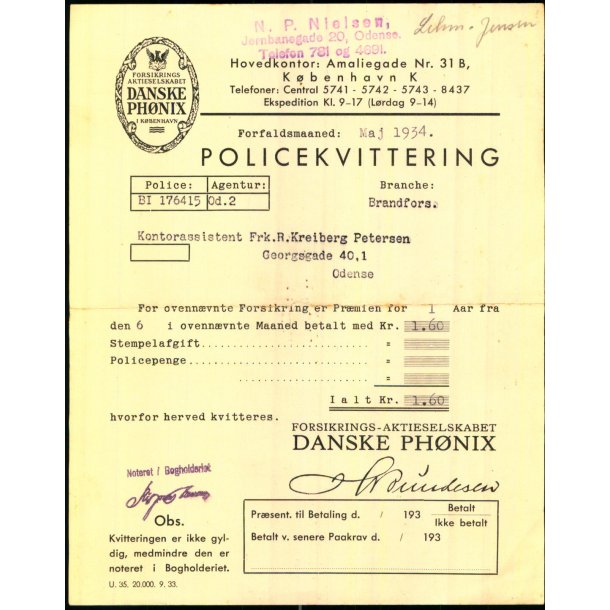 N. P. Nielsen,
Jernbanegade 20, Odense.
Telefon 781 og 4691.
Lehm-Jensen
FORSIKRINGS
AKTIESELSKABET
DANSKE
PHØNIX
I KØBENHAVN
Hovedkontor: Amaliegade Nr. 31 B,
København K
Telefoner: Central 5741 - 5742 - 5743 - 8437
Ekspedition Kl. 9-17 (Lørdag 9-14)
Forfaldsmaaned: Maj 1934.
POLICEKVITTERING
Police: Agentur: Branche:
BI 176415 Od.2 Brandfors.
Kontorassistent Frk.R.Kreiberg Petersen
Georgsgade 40,1
Odense
For ovennævnte Forsikring er Præmien for 1 Aar fra
den 6 i ovennævnte Maaned betalt med Kr. 1.60
Stempelafgift "
Policepenge "
"
Ialt Kr. 1.60
hvorfor herved kvitteres.
FORSIKRINGS-AKTIESELSKABET
DANSKE PHØNIX
Noteret i Bogholderiet
Obs.
Kvitteringen er ikke gyl-
dig, medmindre den er
noteret i Bogholderiet.
U. 35. 20.000. 9. 33.
Præsent. til Betaling d. / 193 Betalt
Ikke betalt
Betalt v. senere Paakrav d. / 193